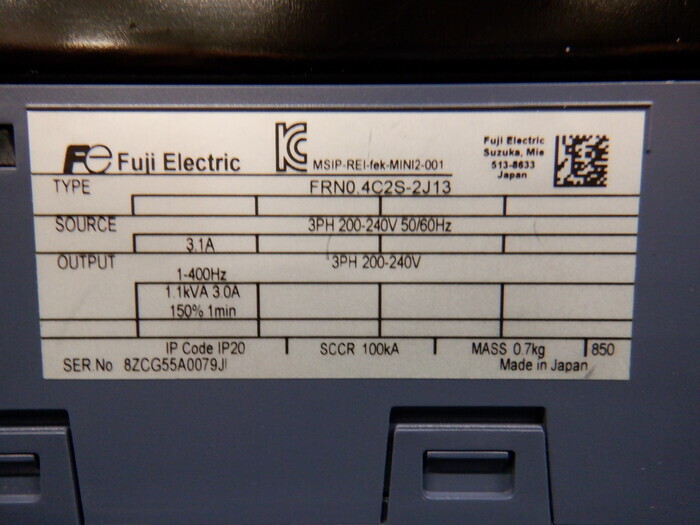 Fe Fuji Electric
KC
MSIP-REI-fek-MINI2-001
Fuji Electric
Suzuka, Mie
513-8633
Japan
TYPE FRN0.4C2S-2J13
SOURCE 3PH 200-240V 50/60Hz
3.1A
OUTPUT 3PH 200-240V
1-400Hz
1.1kVA 3.0A
150% 1min
IP Code IP20 SCCR 100kA MASS 0.7kg 850
SER.No 8ZCG55A0079JI Made in Japan